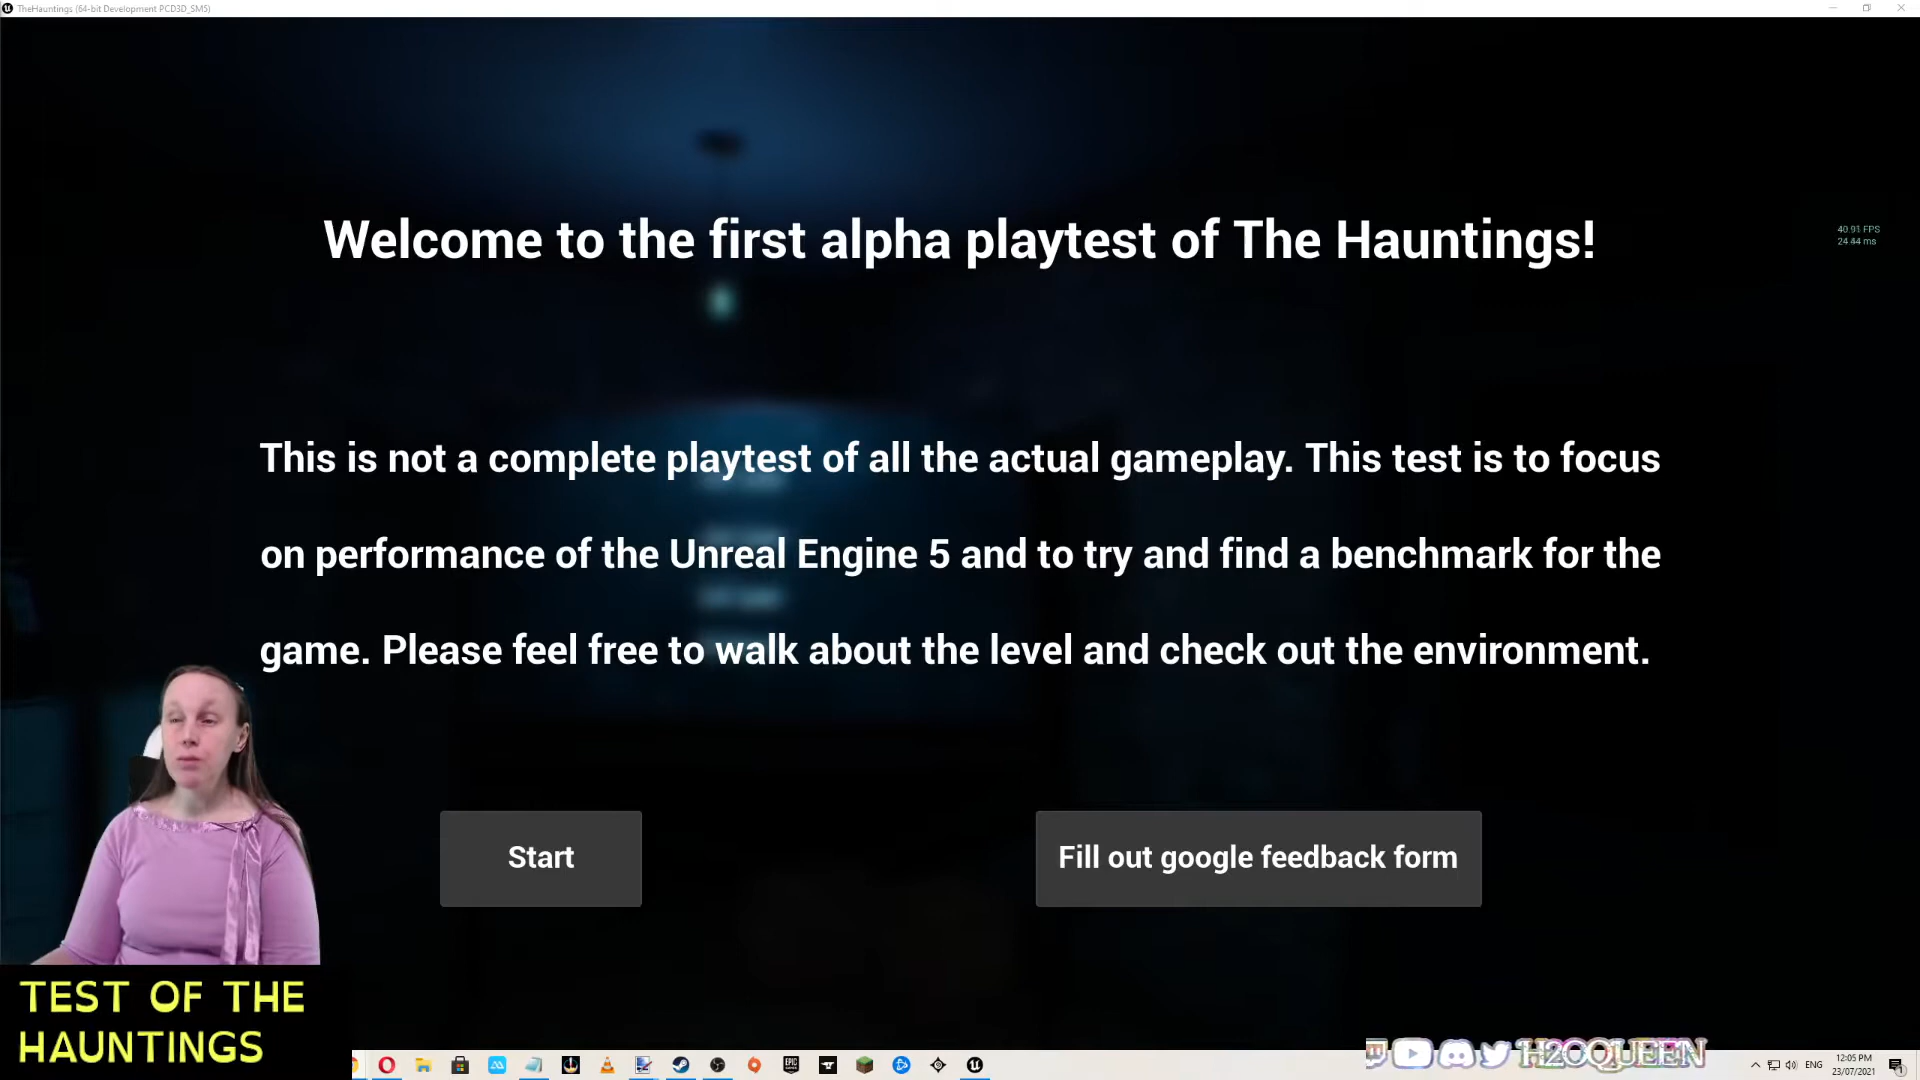 TheHauntings (64-bit Development PCD3D_SM5)
Welcome to the first alpha playtest of The Hauntings!
40.91 FPS
24.44 ms
This is not a complete playtest of all the actual gameplay. This test is to focus
on performance of the Unreal Engine 5 and to try and find a benchmark for the
game. Please feel free to walk about the level and check out the environment.
Start
Fill out google feedback form
TEST OF THE
HAUNTINGS
H2OQUEEN
ENG
12:05 PM
23/07/2021